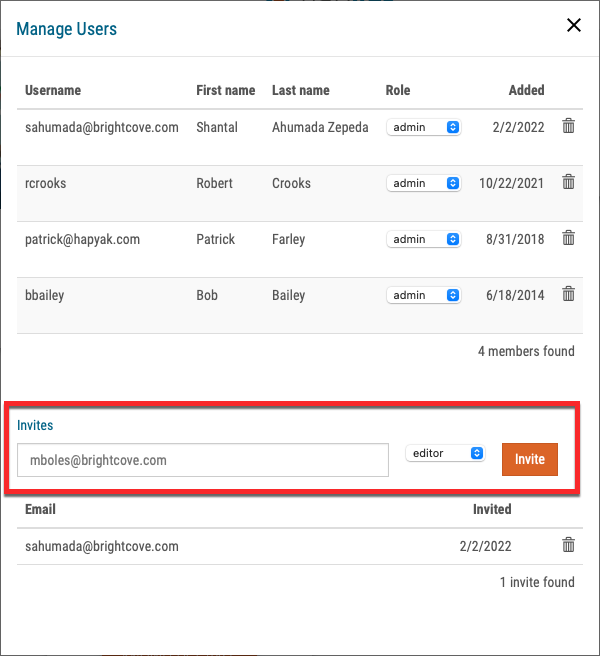 Manage Users
Username First name Last name Role Added
sahumada@brightcove.com Shantal Ahumada Zepeda admin 2/2/2022
rcrooks Robert Crooks admin 10/22/2021
patrick@hapyak.com Patrick Farley admin 8/31/2018
bbailey Bob Bailey admin 6/18/2014
4 members found
Invites
mboles@brightcove.com editor Invite
Email Invited
sahumada@brightcove.com 2/2/2022
1 invite found